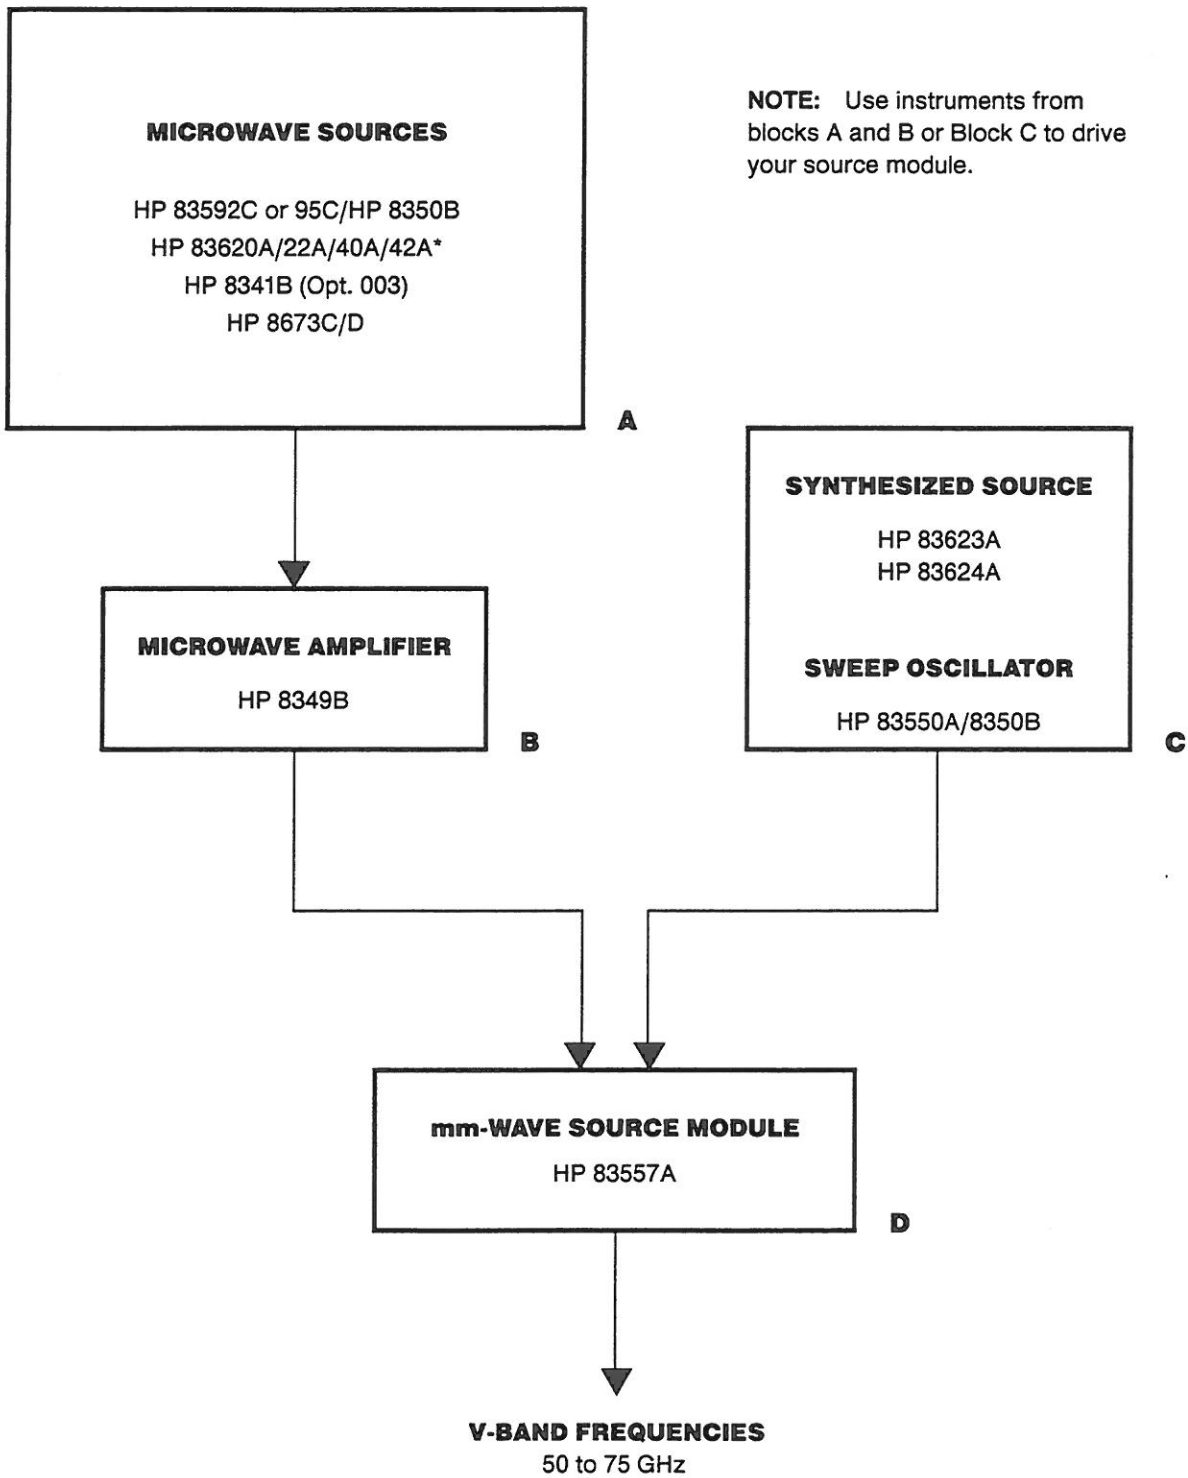 MICROWAVE SOURCES
HP 83592C or 95C/HP 8350B
HP 83620A/22A/40A/42A*
HP 8341B (Opt. 003)
HP 8673C/D
A
NOTE: Use instruments from
blocks A and B or Block C to drive
your source module.
MICROWAVE AMPLIFIER
HP 8349B
B
SYNTHESIZED SOURCE
HP 83623A
HP 83624A
SWEEP OSCILLATOR
HP 83550A/8350B
C
mm-WAVE SOURCE MODULE
HP 83557A
D
V-BAND FREQUENCIES
50 to 75 GHz